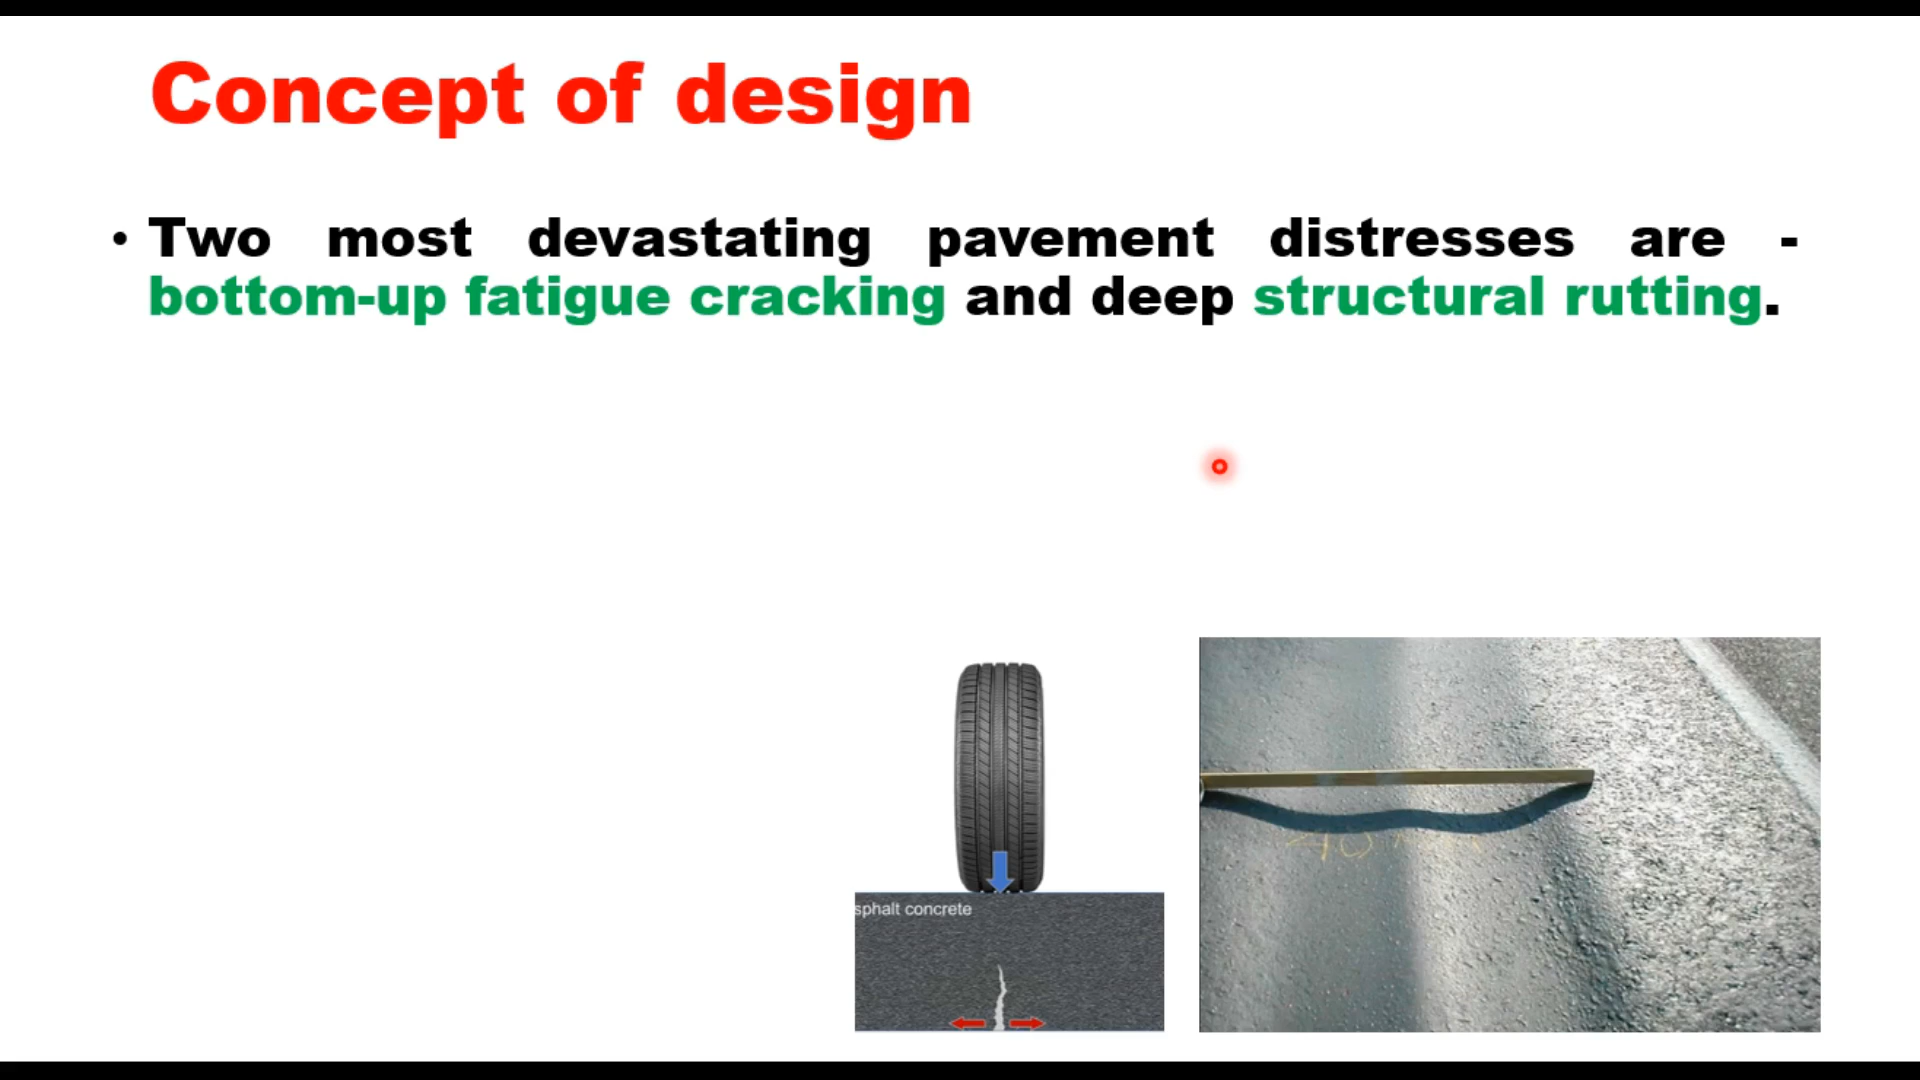 Concept of design
• Two most devastating pavement distresses are -
bottom-up fatigue cracking and deep structural rutting.
sphalt concrete